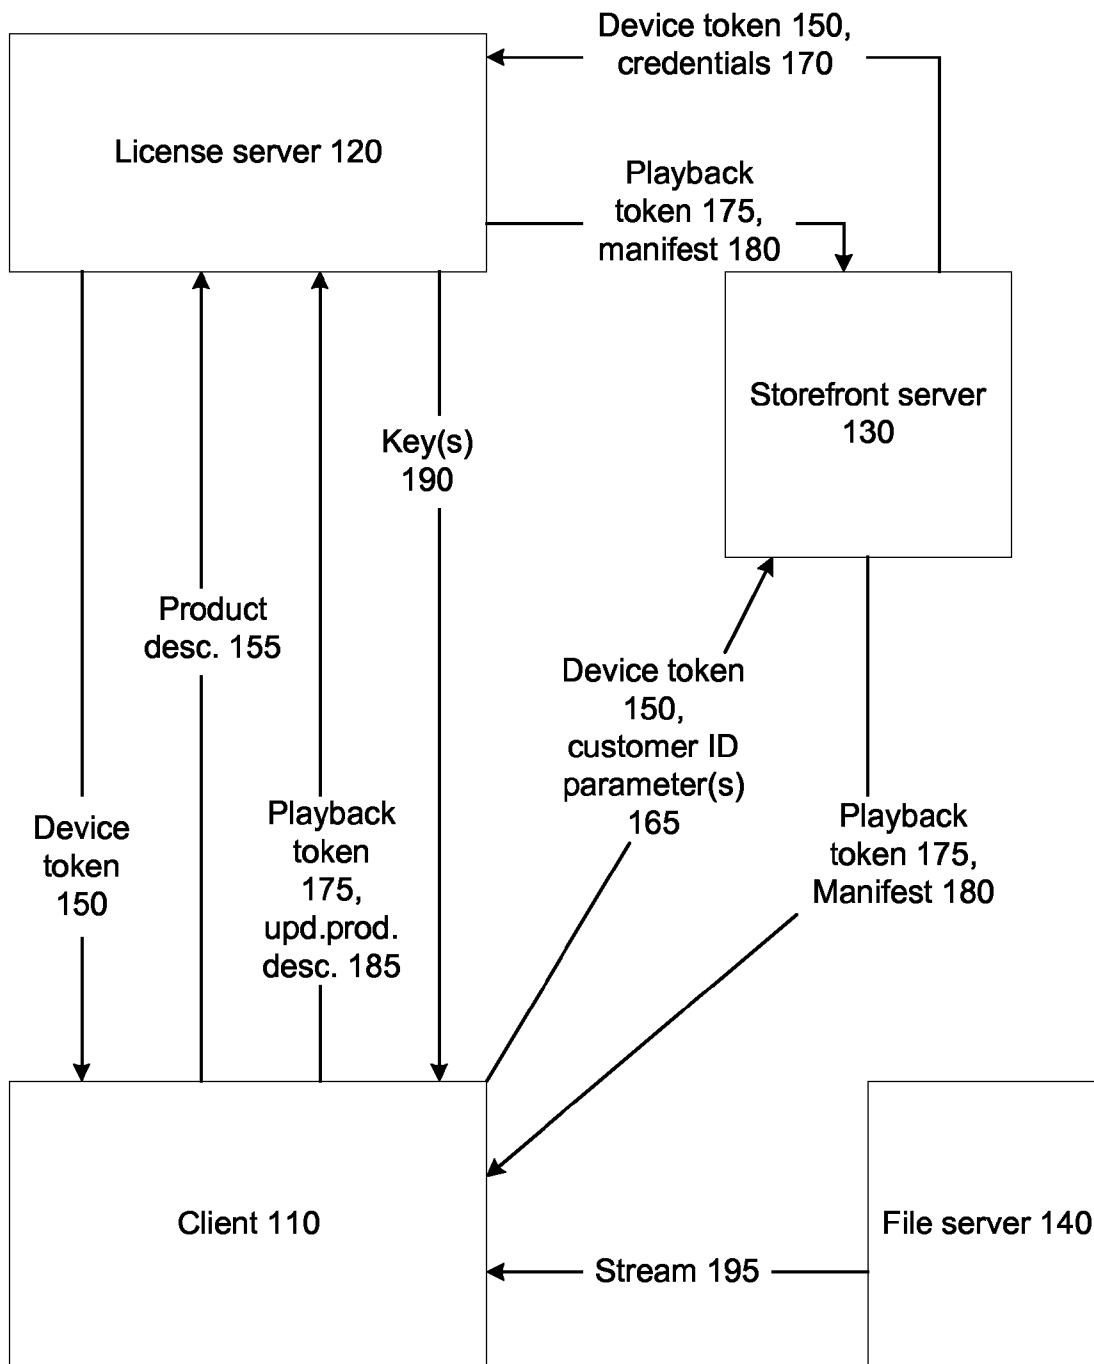 Device token 150,
credentials 170
License server 120
Playback
token 175,
manifest 180
Storefront server
130
Key(s)
190
Product
desc. 155
Device token
150,
customer ID
parameter(s)
165
Device
token
150
Playback
token
175,
upd.prod.
desc. 185
Playback
token 175,
Manifest 180
Client 110
File server 140
Stream 195